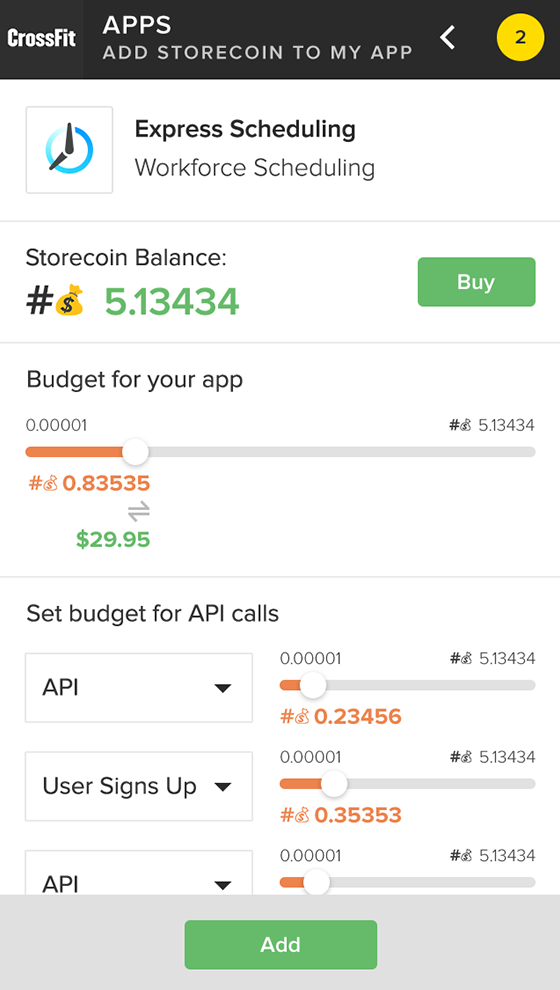 CrossFit
APPS
ADD STORECOIN TO MY APP
2
Express Scheduling
Workforce Scheduling
Storecoin Balance:
#💰 5.13434
Buy
Budget for your app
0.00001 #💰 5.13434
#💰 0.83535
$29.95
Set budget for API calls
0.00001 #💰 5.13434
API
#💰 0.23456
0.00001 #💰 5.13434
User Signs Up
#💰 0.35353
0.00001 #💰 5.13434
API
Add